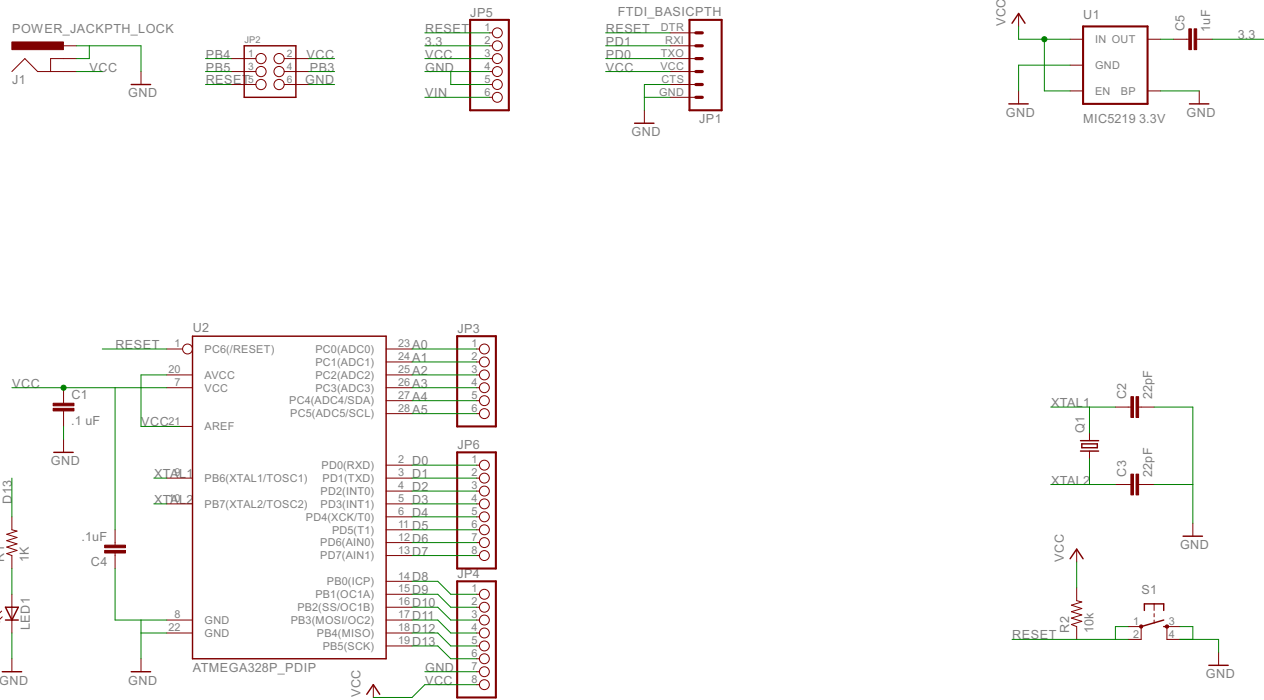 POWER_JACKPTH_LOCK
J1
VCC
GND
JP2
PB4 1 2 VCC
PB5 3 4 PB3
RESET 5 6 GND
JP5
RESET 1
3.3 2
VCC 3
GND 4
5
VIN 6
FTDI_BASICPTH
RESET DTR
PD1 RXI
PD0 TXO
VCC VCC
CTS
GND
JP1
GND
VCC
U1
IN OUT
GND
EN BP
MIC5219 3.3V
GND
GND
C5
1uF
3.3
U2
RESET 1 PC6(/RESET)
20 AVCC
VCC 7 VCC
C1
.1 uF
GND
VCC 21 AREF
XTAL1 9 PB6(XTAL1/TOSC1)
XTAL2 10 PB7(XTAL2/TOSC2)
.1uF
C4
8 GND
22 GND
GND
ATMEGA328P_PDIP
D13
1K
LED1
GND
JP3
PC0(ADC0) 23 A0 1
PC1(ADC1) 24 A1 2
PC2(ADC2) 25 A2 3
PC3(ADC3) 26 A3 4
PC4(ADC4/SDA) 27 A4 5
PC5(ADC5/SCL) 28 A5 6
JP6
PD0(RXD) 2 D0 1
PD1(TXD) 3 D1 2
PD2(INT0) 4 D2 3
PD3(INT1) 5 D3 4
PD4(XCK/T0) 6 D4 5
PD5(T1) 11 D5 6
PD6(AIN0) 12 D6 7
PD7(AIN1) 13 D7 8
JP4
PB0(ICP) 14 D8 1
PB1(OC1A) 15 D9 2
PB2(SS/OC1B) 16 D10 3
PB3(MOSI/OC2) 17 D11 4
PB4(MISO) 18 D12 5
PB5(SCK) 19 D13 6
GND 7
VCC 8
VCC
XTAL1
C2
22pF
Q1
XTAL2
C3
22pF
GND
VCC
R2
10k
RESET
S1
1 3
2 4
GND